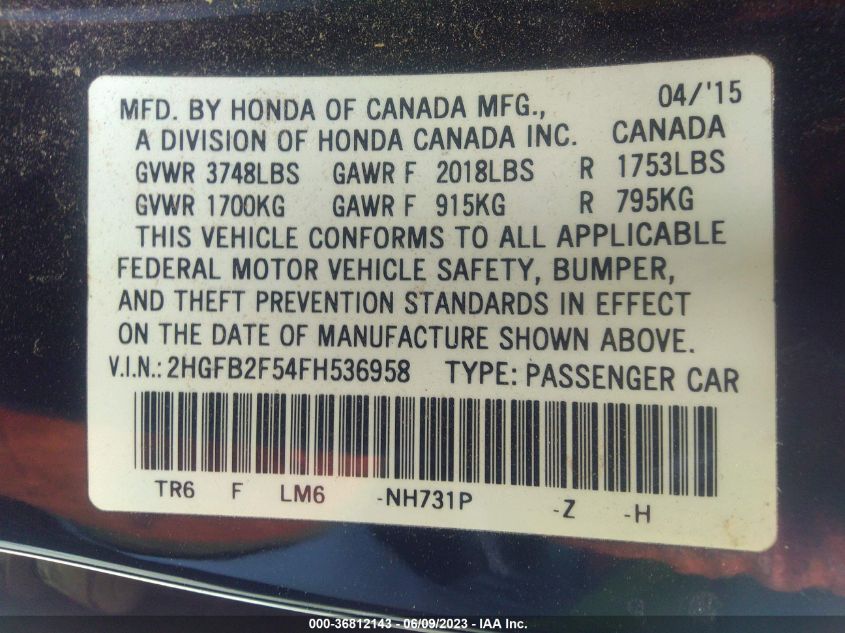 MFD. BY HONDA OF CANADA MFG., 04/'15
A DIVISION OF HONDA CANADA INC. CANADA
GVWR 3748LBS GAWR F 2018LBS R 1753LBS
GVWR 1700KG GAWR F 915KG R 795KG
THIS VEHICLE CONFORMS TO ALL APPLICABLE
FEDERAL MOTOR VEHICLE SAFETY, BUMPER,
AND THEFT PREVENTION STANDARDS IN EFFECT
ON THE DATE OF MANUFACTURE SHOWN ABOVE.
V.I.N.: 2HGFB2F54FH536958 TYPE: PASSENGER CAR
TR6 F LM6 -NH731P -Z -H
000-36812143 - 06/09/2023 - IAA Inc.